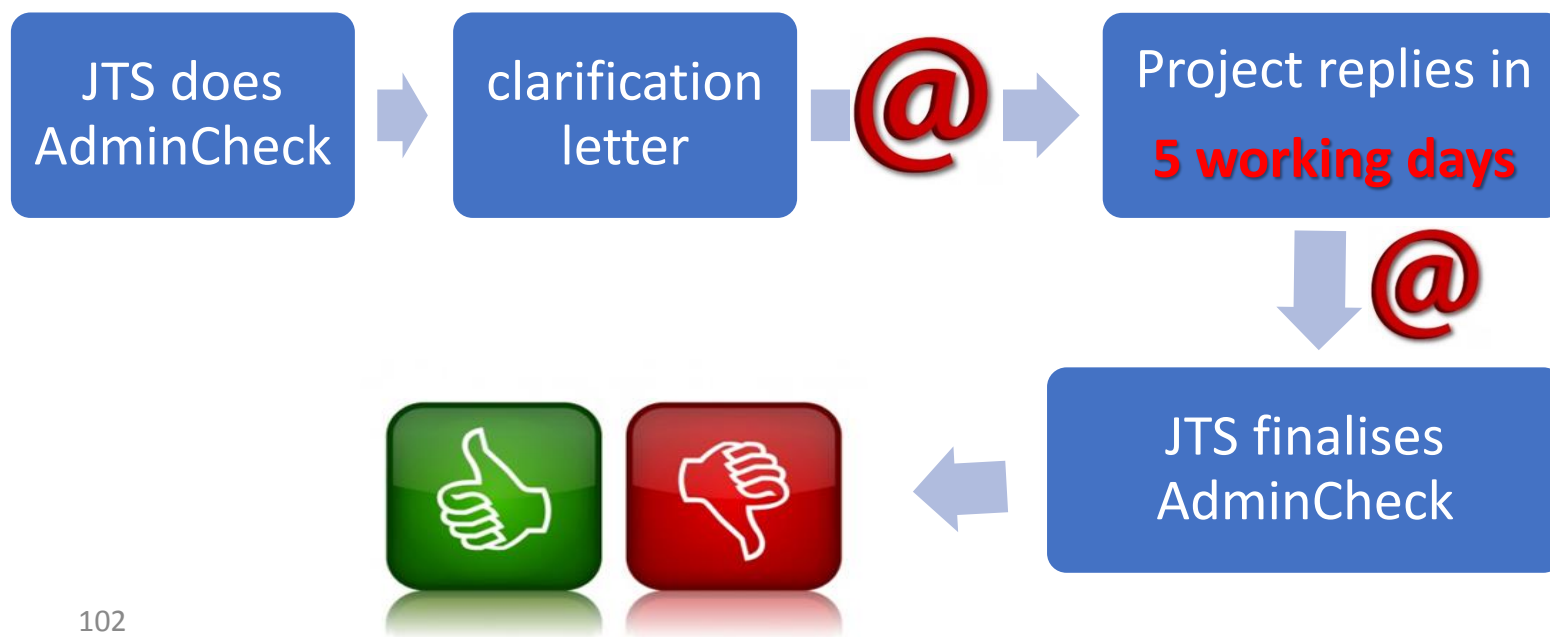 JTS does
AdminCheck
clarification
letter
@
Project replies in
5 working days
@
JTS finalises
AdminCheck
102